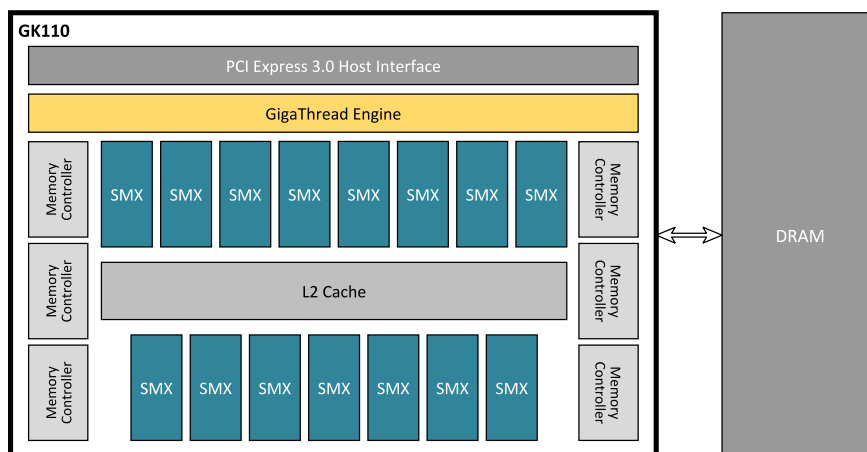 GK110
PCI Express 3.0 Host Interface
GigaThread Engine
Memory
Controller
SMX
SMX
SMX
SMX
SMX
SMX
SMX
SMX
Memory
Controller
DRAM
Memory
Controller
L2 Cache
Memory
Controller
Memory
Controller
SMX
SMX
SMX
SMX
SMX
SMX
SMX
Memory
Controller